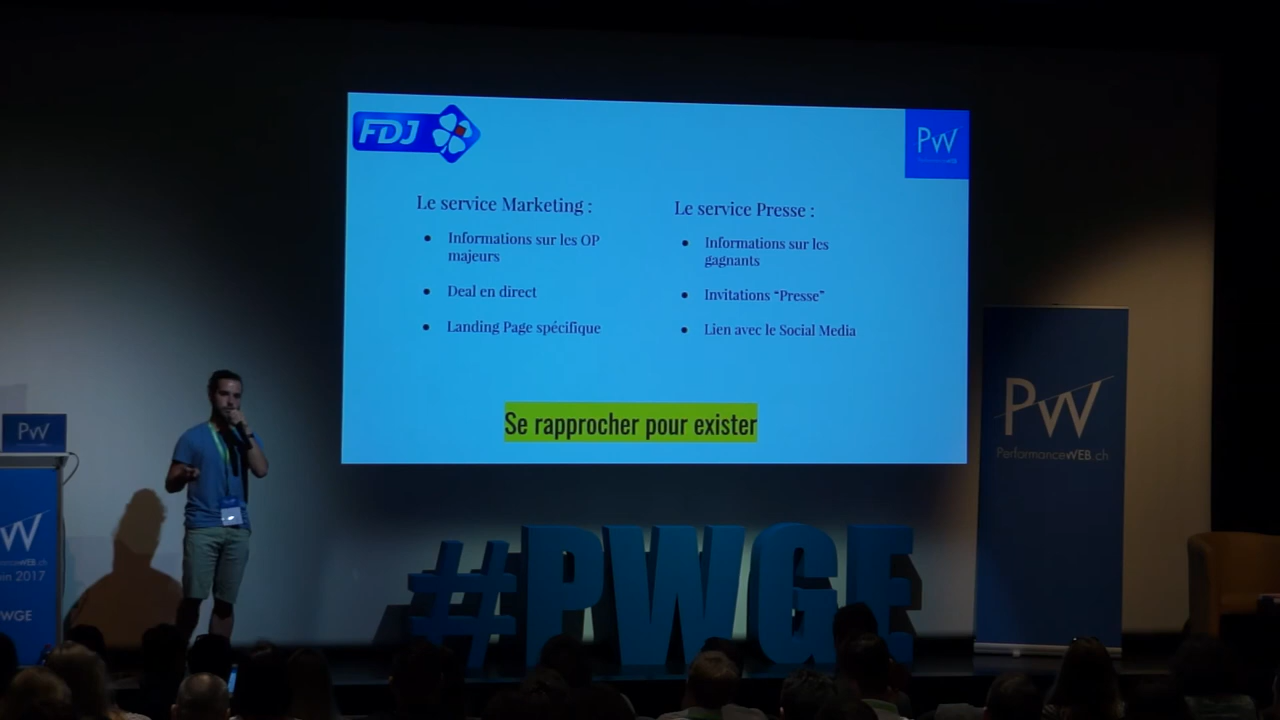 FDJ
PW
Le service Marketing :
Informations sur les OP
majeurs
Deal en direct
Landing Page spécifique
Le service Presse :
Informations sur les
gagnants
Invitations “Presse”
Lien avec le Social Media
Se rapprocher pour exister
PW
PerformanceWEB.ch
PW
#PWGE
2017